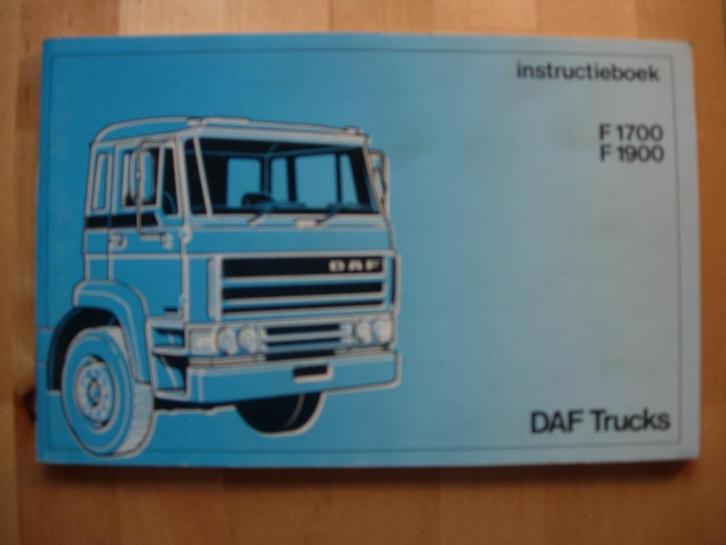 instructieboek
F 1700
F 1900
DAF
DAF Trucks